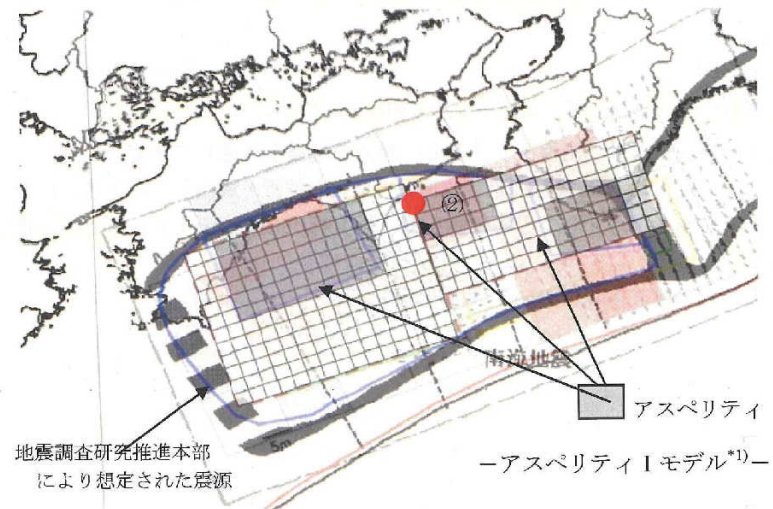 ②
南海地震
アスペリティ
5m
地震調査研究推進本部
により想定された震源
−アスペリティ I モデル*1)−